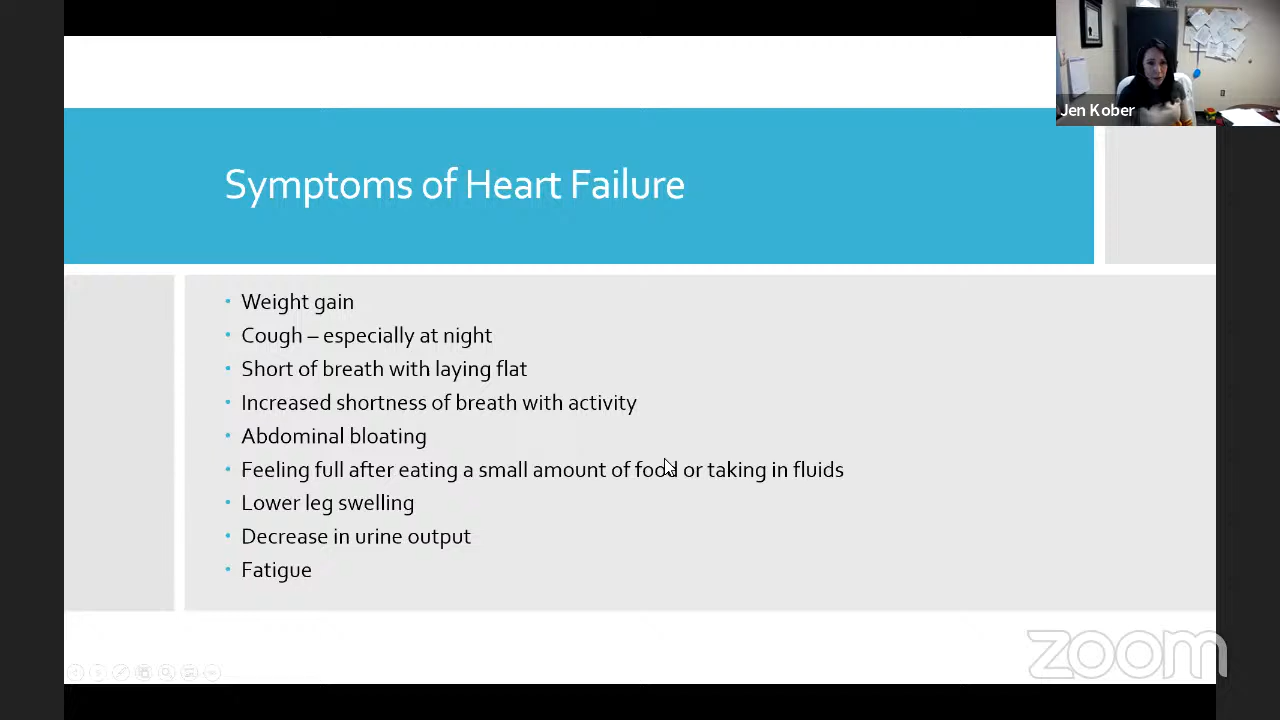 Jen Kober
Symptoms of Heart Failure
• Weight gain
• Cough – especially at night
• Short of breath with laying flat
• Increased shortness of breath with activity
• Abdominal bloating
• Feeling full after eating a small amount of food or taking in fluids
• Lower leg swelling
• Decrease in urine output
• Fatigue
zoom